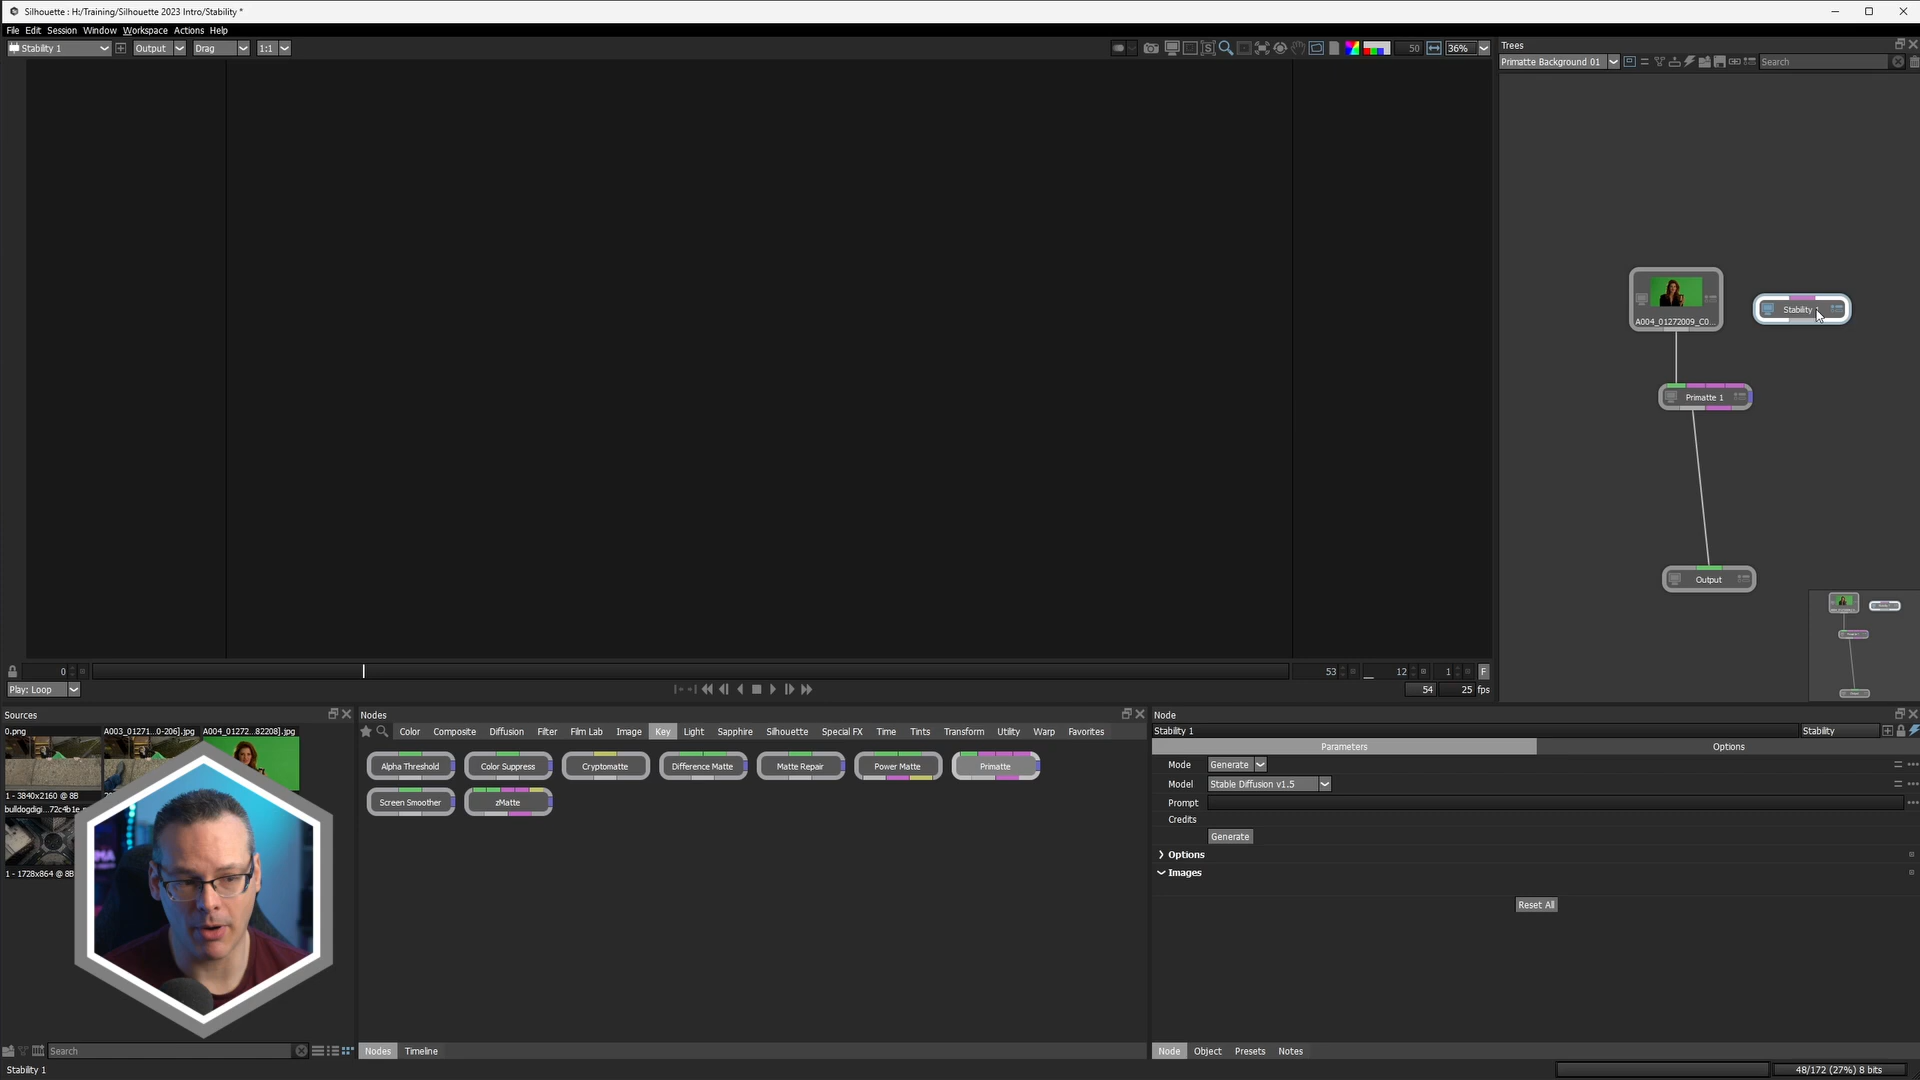 Silhouette : H:/Training/Silhouette 2023 Intro/Stability *
File Edit Session Window Workspace Actions Help
Stability 1 Output Drag 1:1 50 36%
Trees
Primatte Background 01 Search
A004_01272009_C0...
Stability 1
Primatte 1
Output
0 53 12 1 F
Play: Loop 54 25 fps
Sources
0.png A003_01271...0-206].jpg A004_01272...82208].jpg
1 - 3840x2160 @ 8B
1 - 1728x864 @ 8B
Search
Stability 1
Nodes
Color Composite Diffusion Filter Film Lab Image Key Light Sapphire Silhouette Special FX Time Tints Transform Utility Warp Favorites
Alpha Threshold Color Suppress Cryptomatte Difference Matte Matte Repair Power Matte Primatte
Screen Smoother zMatte
Nodes Timeline
Node
Stability 1 Stability
Parameters Options
Mode Generate
Model Stable Diffusion v1.5
Prompt
Credits
Generate
Options
Images
Reset All
Node Object Presets Notes
48/172 (27%) 8 bits